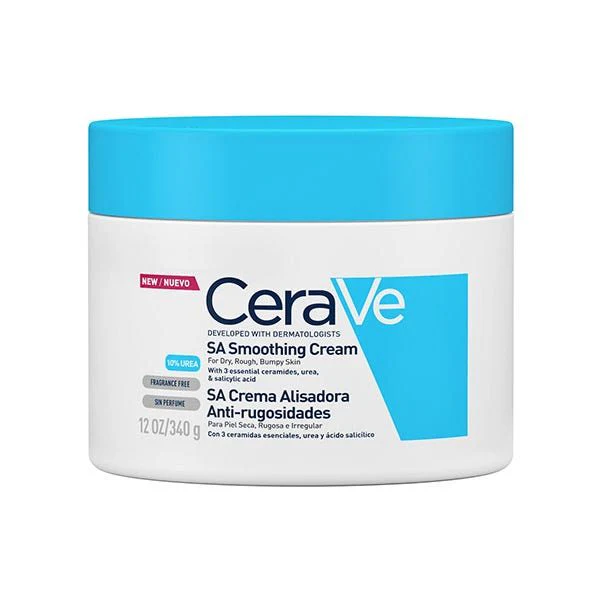 NEW / NUEVO
CeraVe
DEVELOPED WITH DERMATOLOGISTS
SA Smoothing Cream
For Dry, Rough, Bumpy Skin
With 3 essential ceramides, urea,
& salicylic acid
10% UREA
FRAGRANCE FREE
SIN PERFUME
12 OZ/340 g
SA Crema Alisadora
Anti-rugosidades
Para Piel Seca, Rugosa e Irregular
Con 3 ceramidas esenciales, urea y ácido salicílico